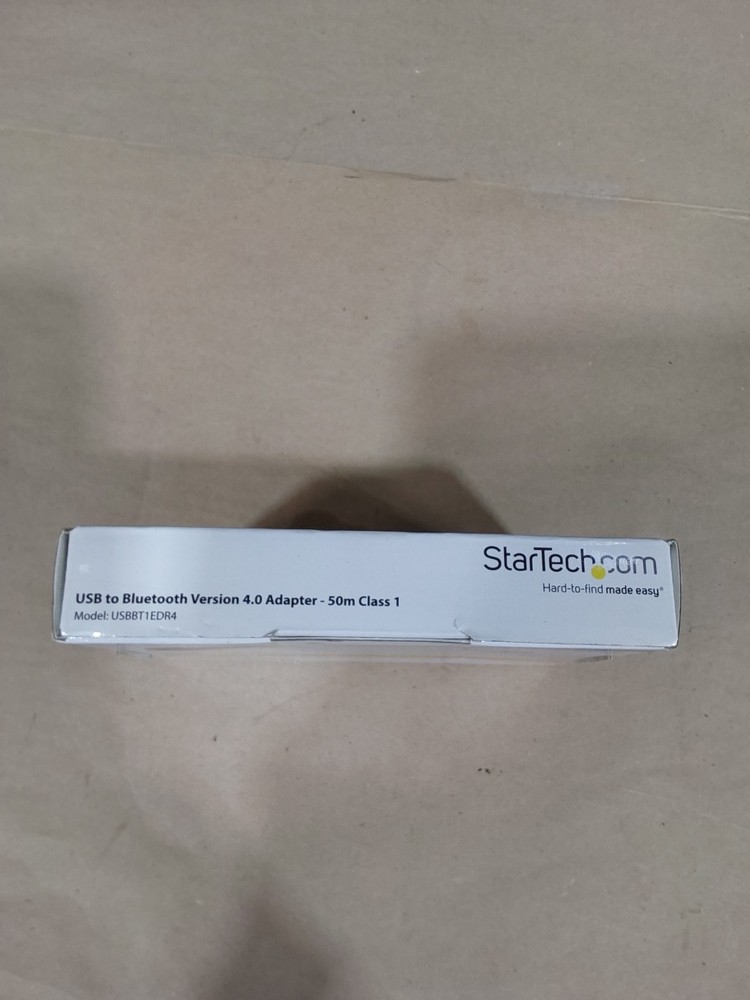 StarTech.com
Hard-to-find made easy®
USB to Bluetooth Version 4.0 Adapter - 50m Class 1
Model: USBBT1EDR4